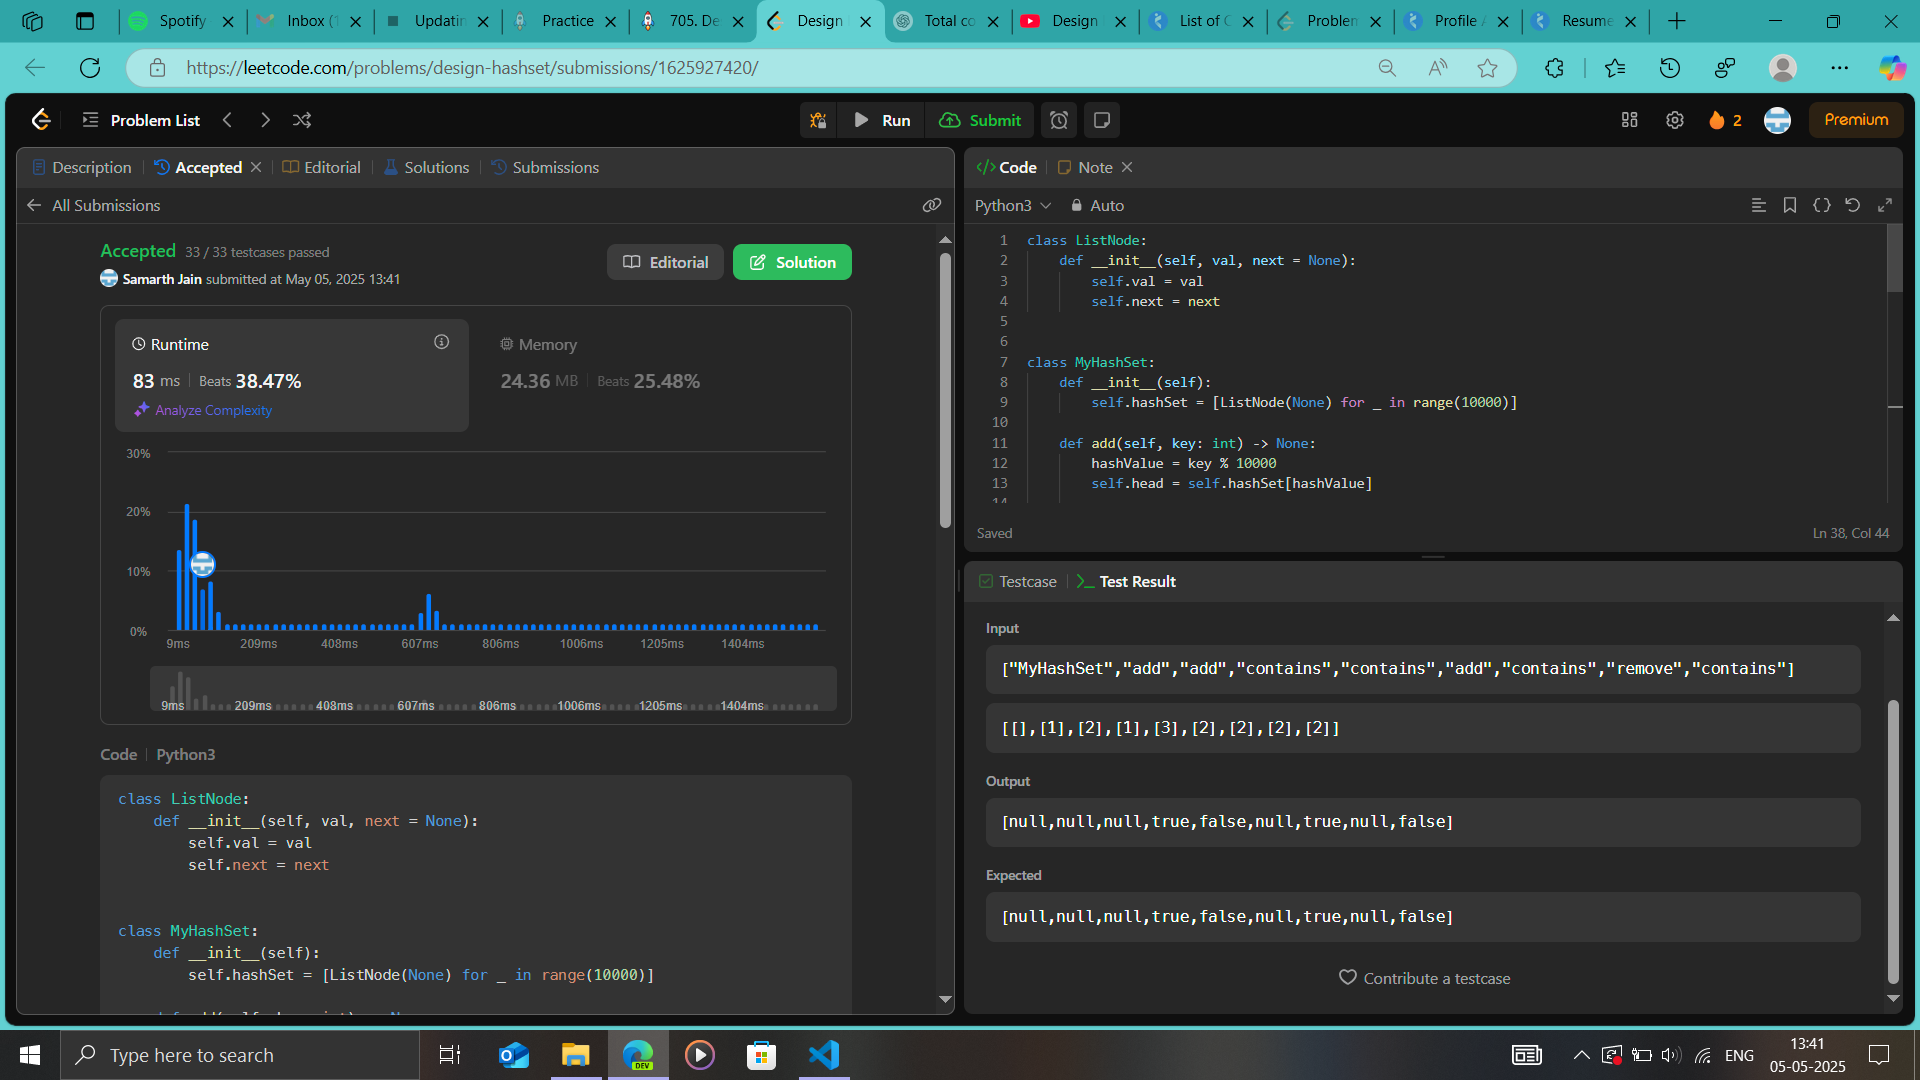 Spotify
Inbox (1
Updatin
Practice
705. De
Design
Total co
Design
List of C
Problem
Profile A
Resume
https://leetcode.com/problems/design-hashset/submissions/1625927420/
Problem List
Run
Submit
2
Premium
Description
Accepted
Editorial
Solutions
Submissions
All Submissions
Accepted 33 / 33 testcases passed
Samarth Jain submitted at May 05, 2025 13:41
Editorial
Solution
Runtime
83 ms Beats 38.47%
Analyze Complexity
Memory
24.36 MB Beats 25.48%
30%
20%
10%
0%
9ms 209ms 408ms 607ms 806ms 1006ms 1205ms 1404ms
9ms 209ms 408ms 607ms 806ms 1006ms 1205ms 1404ms
Code Python3
class ListNode:
    def __init__(self, val, next = None):
        self.val = val
        self.next = next
class MyHashSet:
    def __init__(self):
        self.hashSet = [ListNode(None) for _ in range(10000)]
Code
Note
Python3
Auto
1 class ListNode:
2     def __init__(self, val, next = None):
3         self.val = val
4         self.next = next
5
6
7 class MyHashSet:
8     def __init__(self):
9         self.hashSet = [ListNode(None) for _ in range(10000)]
10
11     def add(self, key: int) -> None:
12         hashValue = key % 10000
13         self.head = self.hashSet[hashValue]
14
Saved
Ln 38, Col 44
Testcase
Test Result
Input
["MyHashSet","add","add","contains","contains","add","contains","remove","contains"]
[[],[1],[2],[1],[3],[2],[2],[2],[2]]
Output
[null,null,null,true,false,null,true,null,false]
Expected
[null,null,null,true,false,null,true,null,false]
Contribute a testcase
Type here to search
DEV
ENG
13:41
05-05-2025